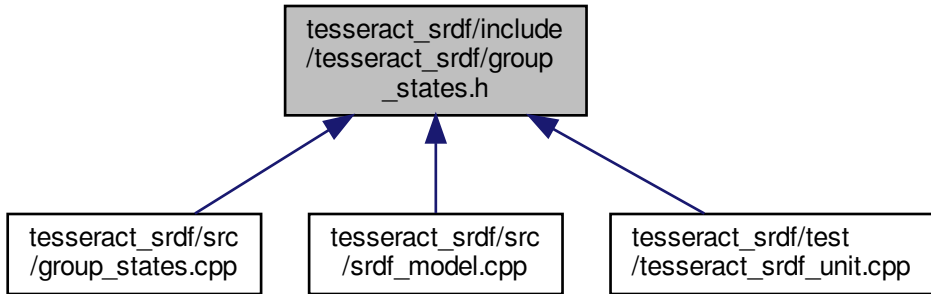 tesseract_srdf/include
/tesseract_srdf/group
_states.h
tesseract_srdf/src
/group_states.cpp
tesseract_srdf/src
/srdf_model.cpp
tesseract_srdf/test
/tesseract_srdf_unit.cpp